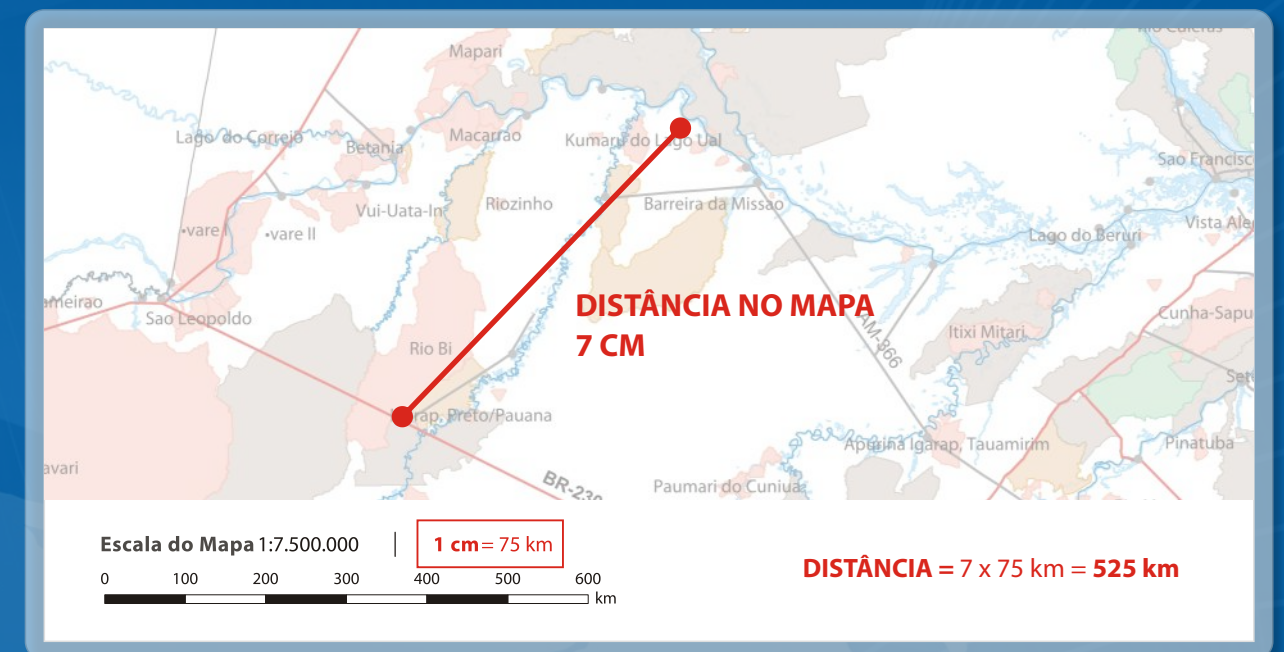 Mapari
Lago do Correio
Betania
Macarrao
Kumaru do Lago Ual
Sao Francisc
Vui-Uata-In
Riozinho
Barreira da Missao
•vare I
•vare II
Lago do Beruri
Vista Ale
meirao
Sao Leopoldo
DISTÂNCIA NO MAPA
7 CM
AM-366
Itixi Mitari
Cunha-Sapu
Rio Bi
Set
rap, Preto/Pauana
Apurina Igarap, Tauamirim
Pinatuba
avari
BR-230
Paumari do Cuniua
Escala do Mapa 1:7.500.000 | 1 cm = 75 km
0 100 200 300 400 500 600
km
DISTÂNCIA = 7 x 75 km = 525 km